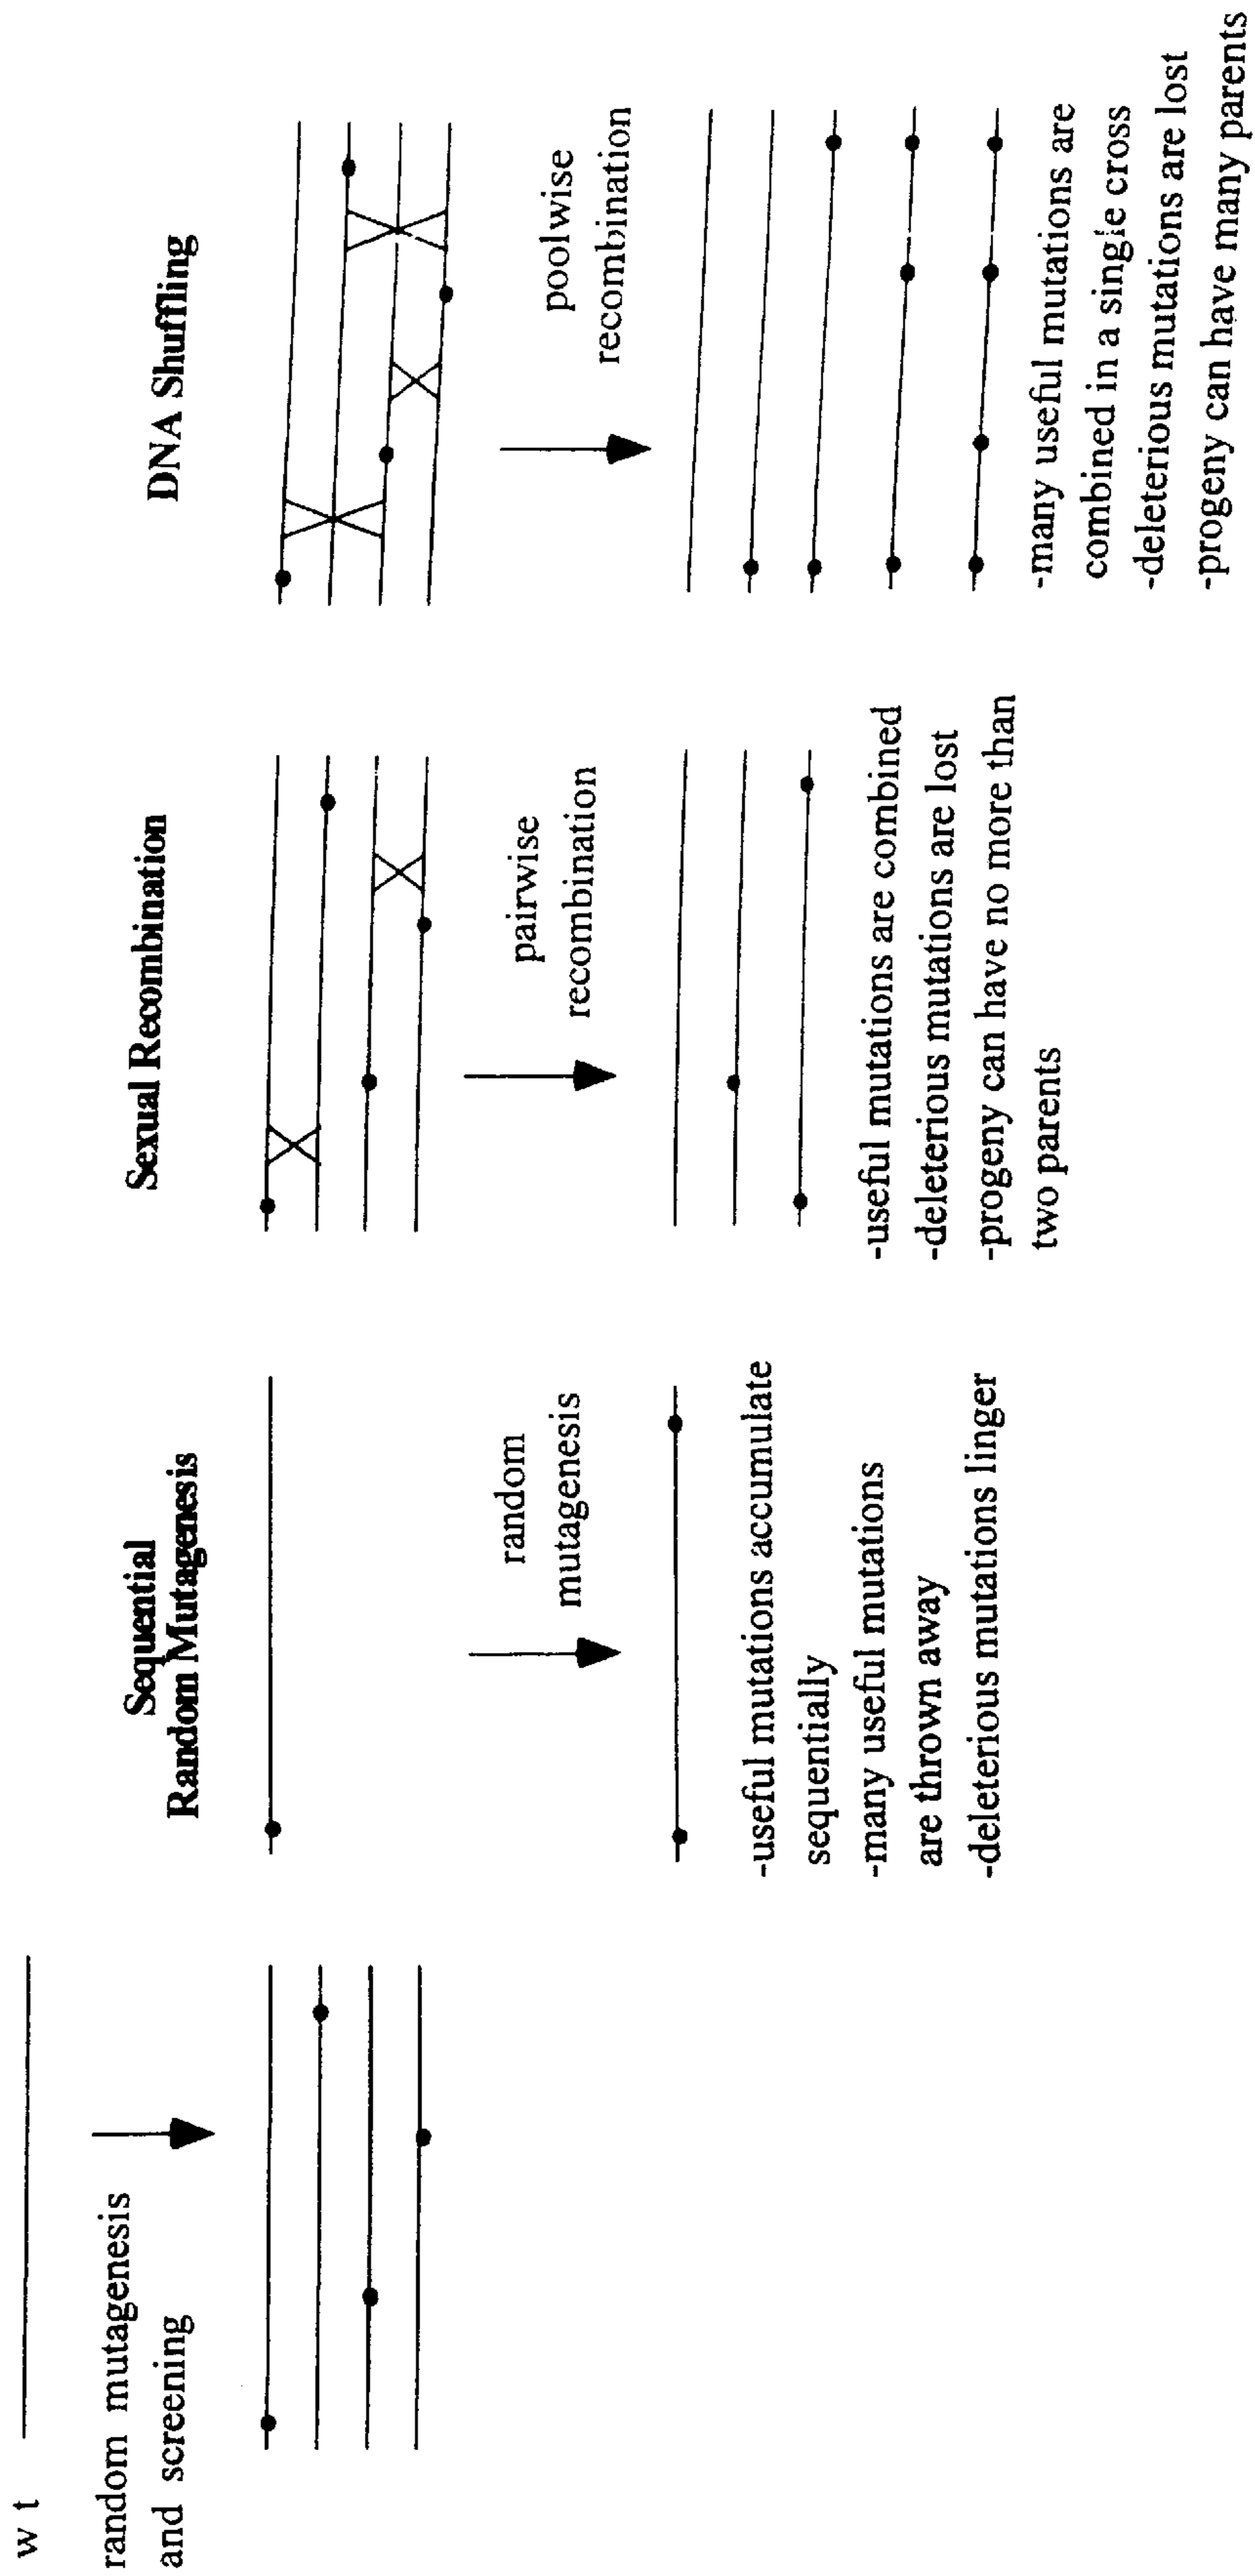 w t
random mutagenesis
and screening
Sequential
Random Mutagenesis
random
mutagenesis
-useful mutations accumulate
sequentially
-many useful mutations
are thrown away
-deleterious mutations linger
Sexual Recombination
pairwise
recombination
-useful mutations are combined
-deleterious mutations are lost
-progeny can have no more than
two parents
DNA Shuffling
poolwise
recombination
-many useful mutations are
combined in a single cross
-deleterious mutations are lost
-progeny can have many parents